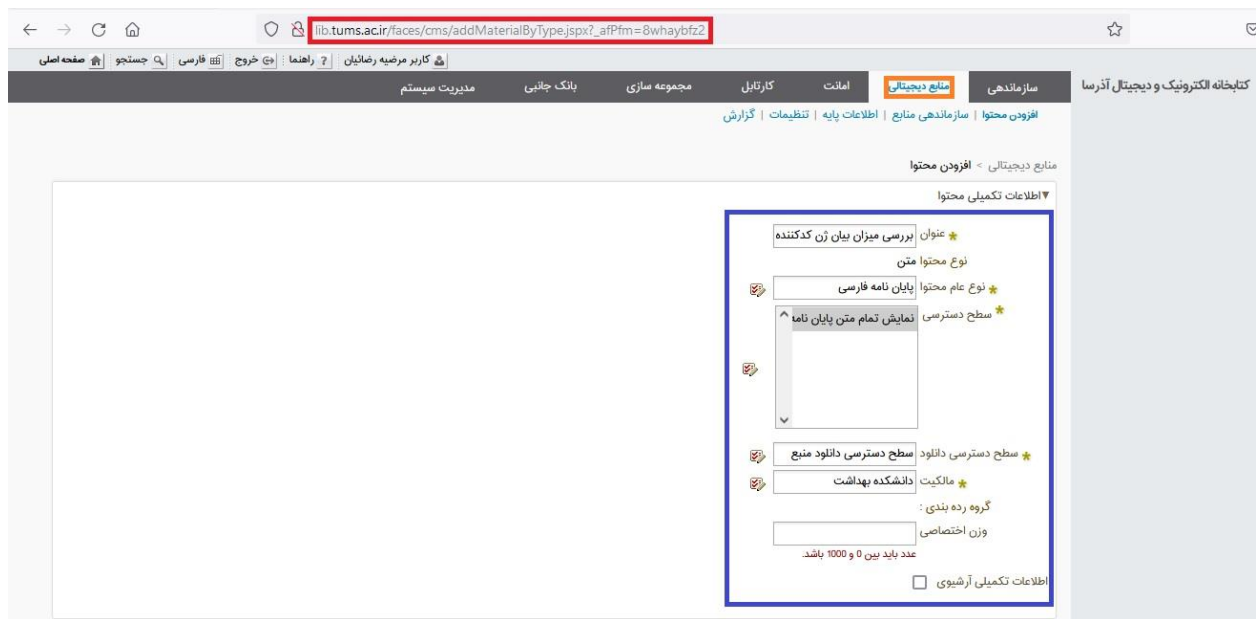 lib.tums.ac.ir/faces/cms/addMaterialByType.jspx?_afPfm=8whaybfz2
کاربر مرضیه رضائیان | راهنما | خروج | فارسی | جستجو | صفحه اصلی
کتابخانه الکترونیک و دیجیتال آذرسا
سازماندهی منابع دیجیتالی امانت کارتابل مجموعه سازی بانک جانبی مدیریت سیستم
افزودن محتوا | سازماندهی منابع | اطلاعات پایه | تنظیمات | گزارش
منابع دیجیتالی > افزودن محتوا
اطلاعات تکمیلی محتوا
* عنوان بررسی میزان بیان ژن کدکننده
نوع محتوا متن
* نوع عام محتوا پایان نامه فارسی
* سطح دسترسی نمایش تمام متن پایان نامه
* سطح دسترسی دانلود سطح دسترسی دانلود منبع
* مالکیت دانشکده بهداشت
گروه رده بندی :
وزن اختصاصی
عدد باید بین 0 و 1000 باشد.
اطلاعات تکمیلی آرشیوی